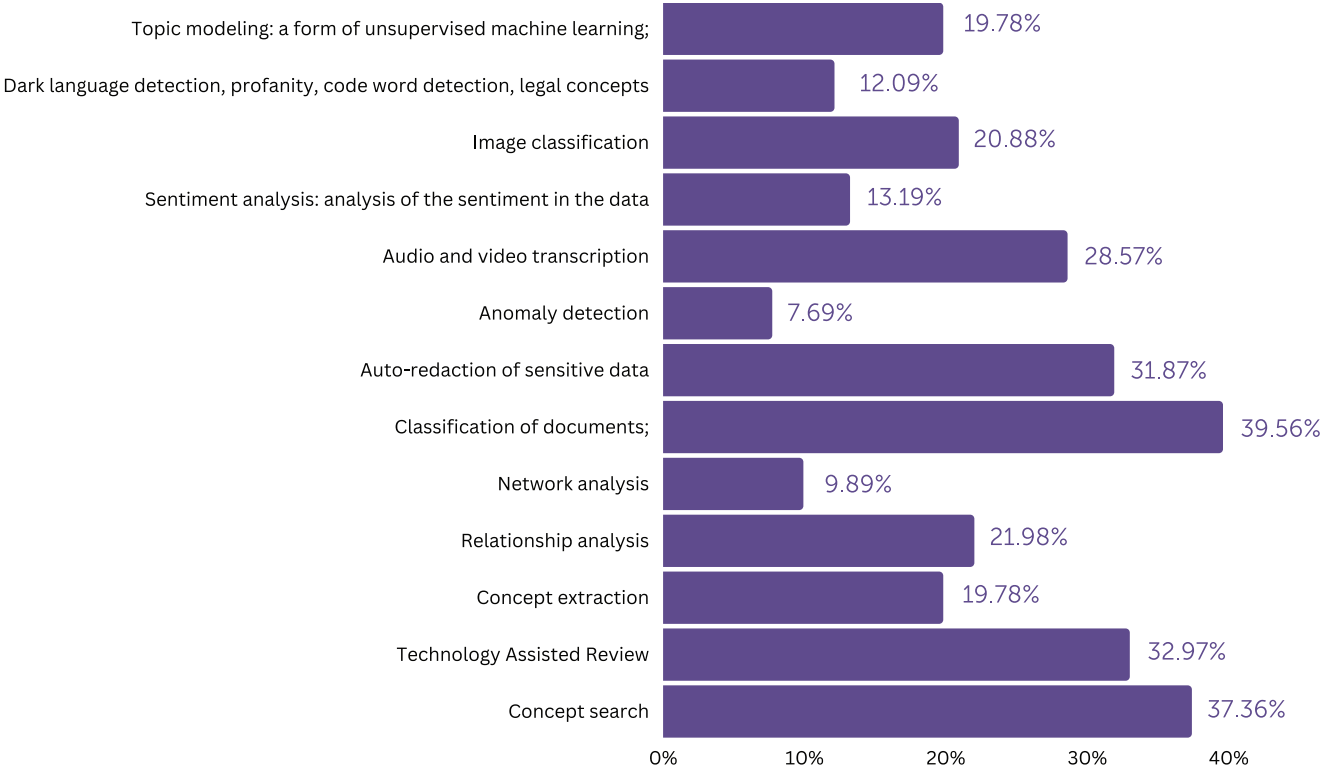 Topic modeling: a form of unsupervised machine learning; 19.78%
Dark language detection, profanity, code word detection, legal concepts 12.09%
Image classification 20.88%
Sentiment analysis: analysis of the sentiment in the data 13.19%
Audio and video transcription 28.57%
Anomaly detection 7.69%
Auto-redaction of sensitive data 31.87%
Classification of documents; 39.56%
Network analysis 9.89%
Relationship analysis 21.98%
Concept extraction 19.78%
Technology Assisted Review 32.97%
Concept search 37.36%
0% 10% 20% 30% 40%